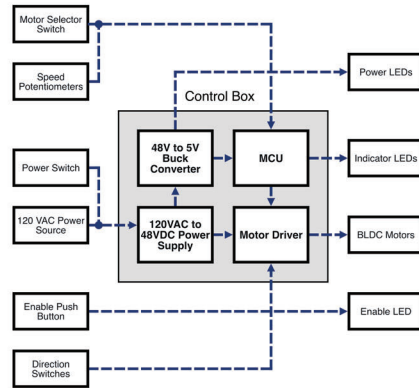 Motor Selector
Switch
Speed
Potentiometers
Power LEDs
Control Box
48V to 5V
Buck
Converter
MCU
Indicator LEDs
Power Switch
120 VAC Power
Source
120VAC to
48VDC Power
Supply
Motor Driver
BLDC Motors
Enable Push
Button
Enable LED
Direction
Switches